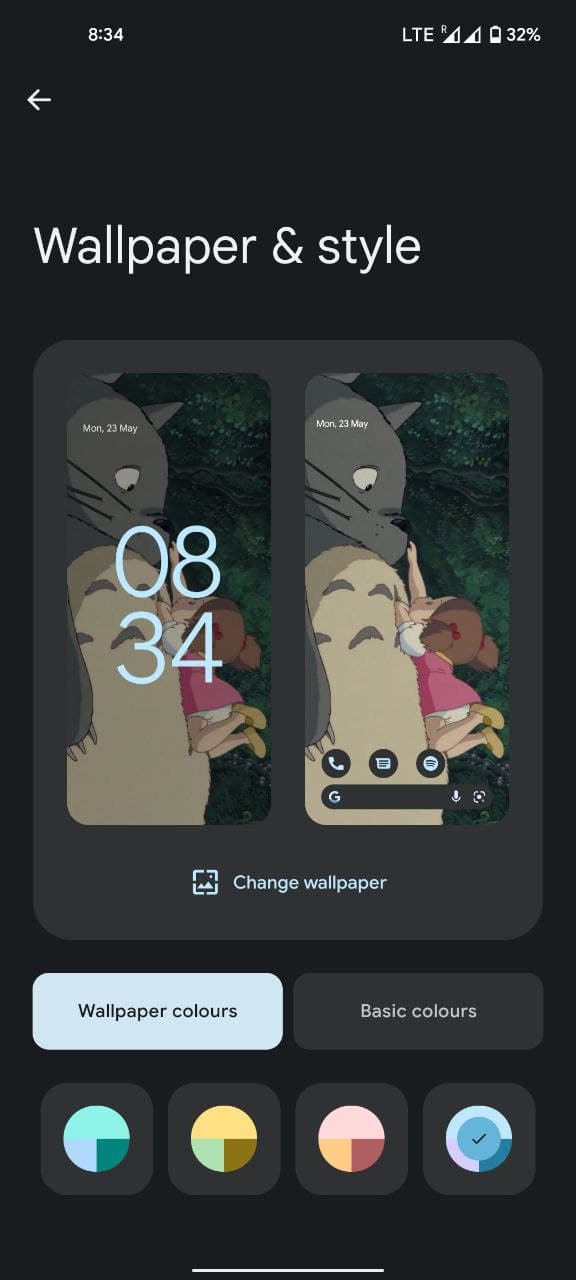 8:34
LTE R 32%
Wallpaper & style
Mon, 23 May
08
34
Mon, 23 May
G
Change wallpaper
Wallpaper colours
Basic colours